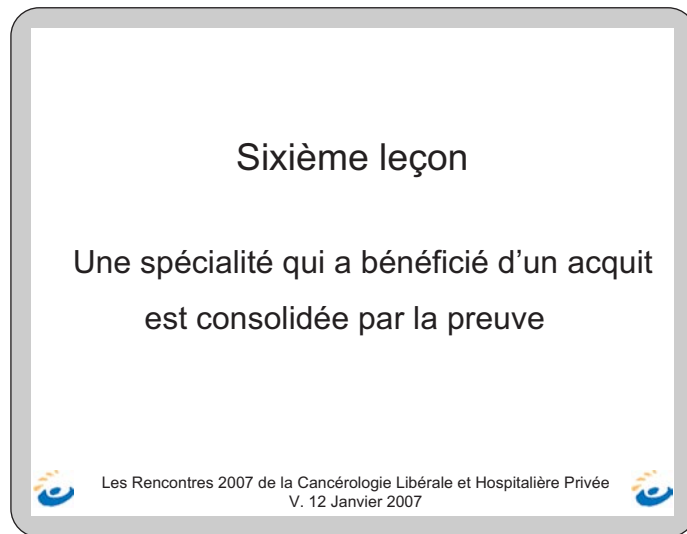 Sixième leçon
Une spécialité qui a bénéficié d’un acquit
est consolidée par la preuve
Les Rencontres 2007 de la Cancérologie Libérale et Hospitalière Privée
V. 12 Janvier 2007